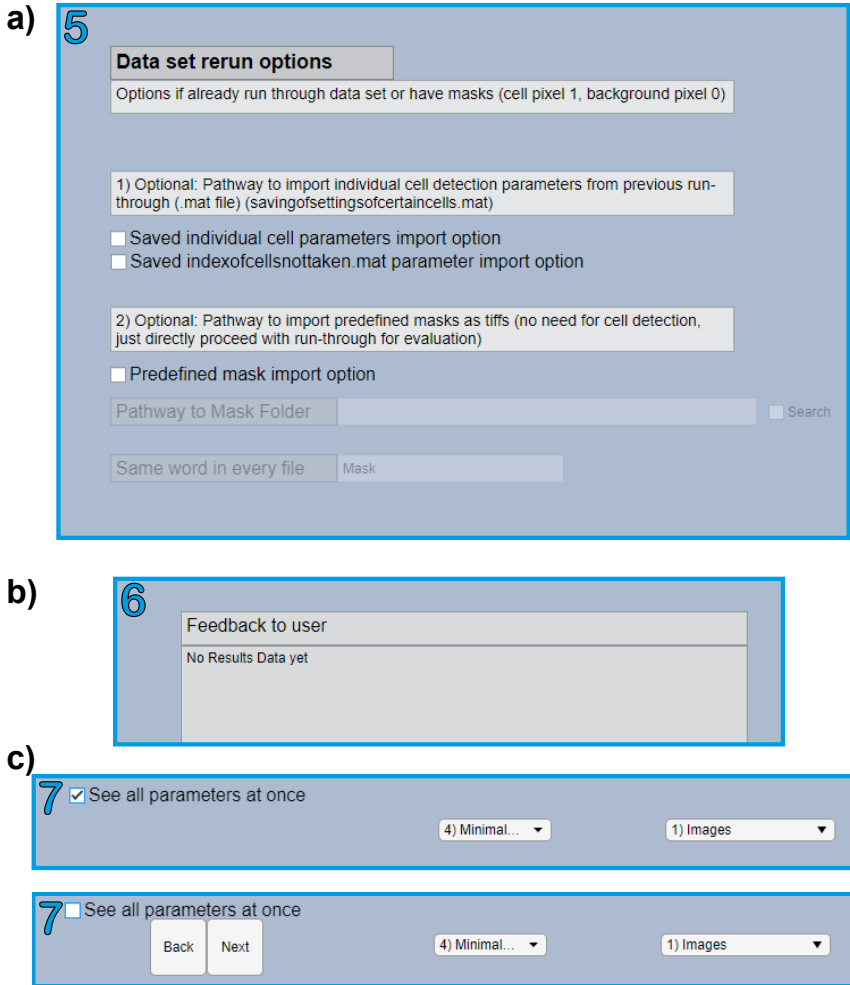 a)
5
Data set rerun options
Options if already run through data set or have masks (cell pixel 1, background pixel 0)
1) Optional: Pathway to import individual cell detection parameters from previous run-
through (.mat file) (savingofsettingsofcertaincells.mat)
Saved individual cell parameters import option
Saved indexofcellsnottaken.mat parameter import option
2) Optional: Pathway to import predefined masks as tiffs (no need for cell detection,
just directly proceed with run-through for evaluation)
Predefined mask import option
Pathway to Mask Folder Search
Same word in every file Mask
b)
6
Feedback to user
No Results Data yet
c)
7 See all parameters at once
4) Minimal... 1) Images
7 See all parameters at once
Back Next 4) Minimal... 1) Images